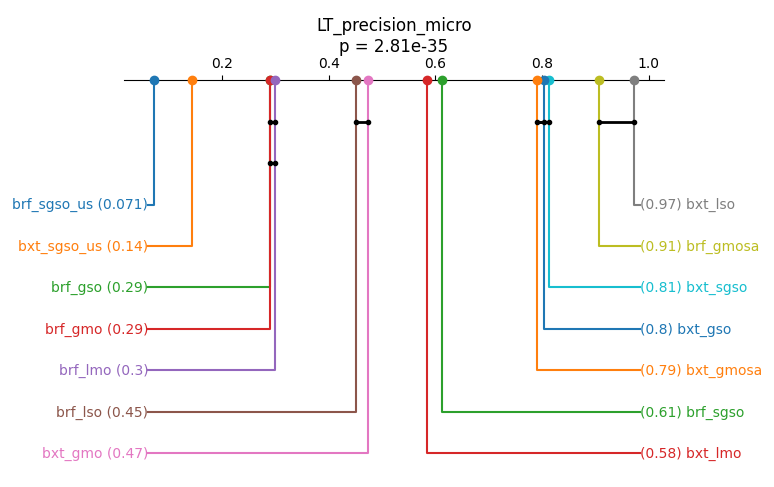 LT_precision_micro
p = 2.81e-35
0.2 0.4 0.6 0.8 1.0
brf_sgso_us (0.071) (0.97) bxt_lso
bxt_sgso_us (0.14) (0.91) brf_gmosa
brf_gso (0.29) (0.81) bxt_sgso
brf_gmo (0.29) (0.8) bxt_gso
brf_lmo (0.3) (0.79) bxt_gmosa
brf_lso (0.45) (0.61) brf_sgso
bxt_gmo (0.47) (0.58) bxt_lmo